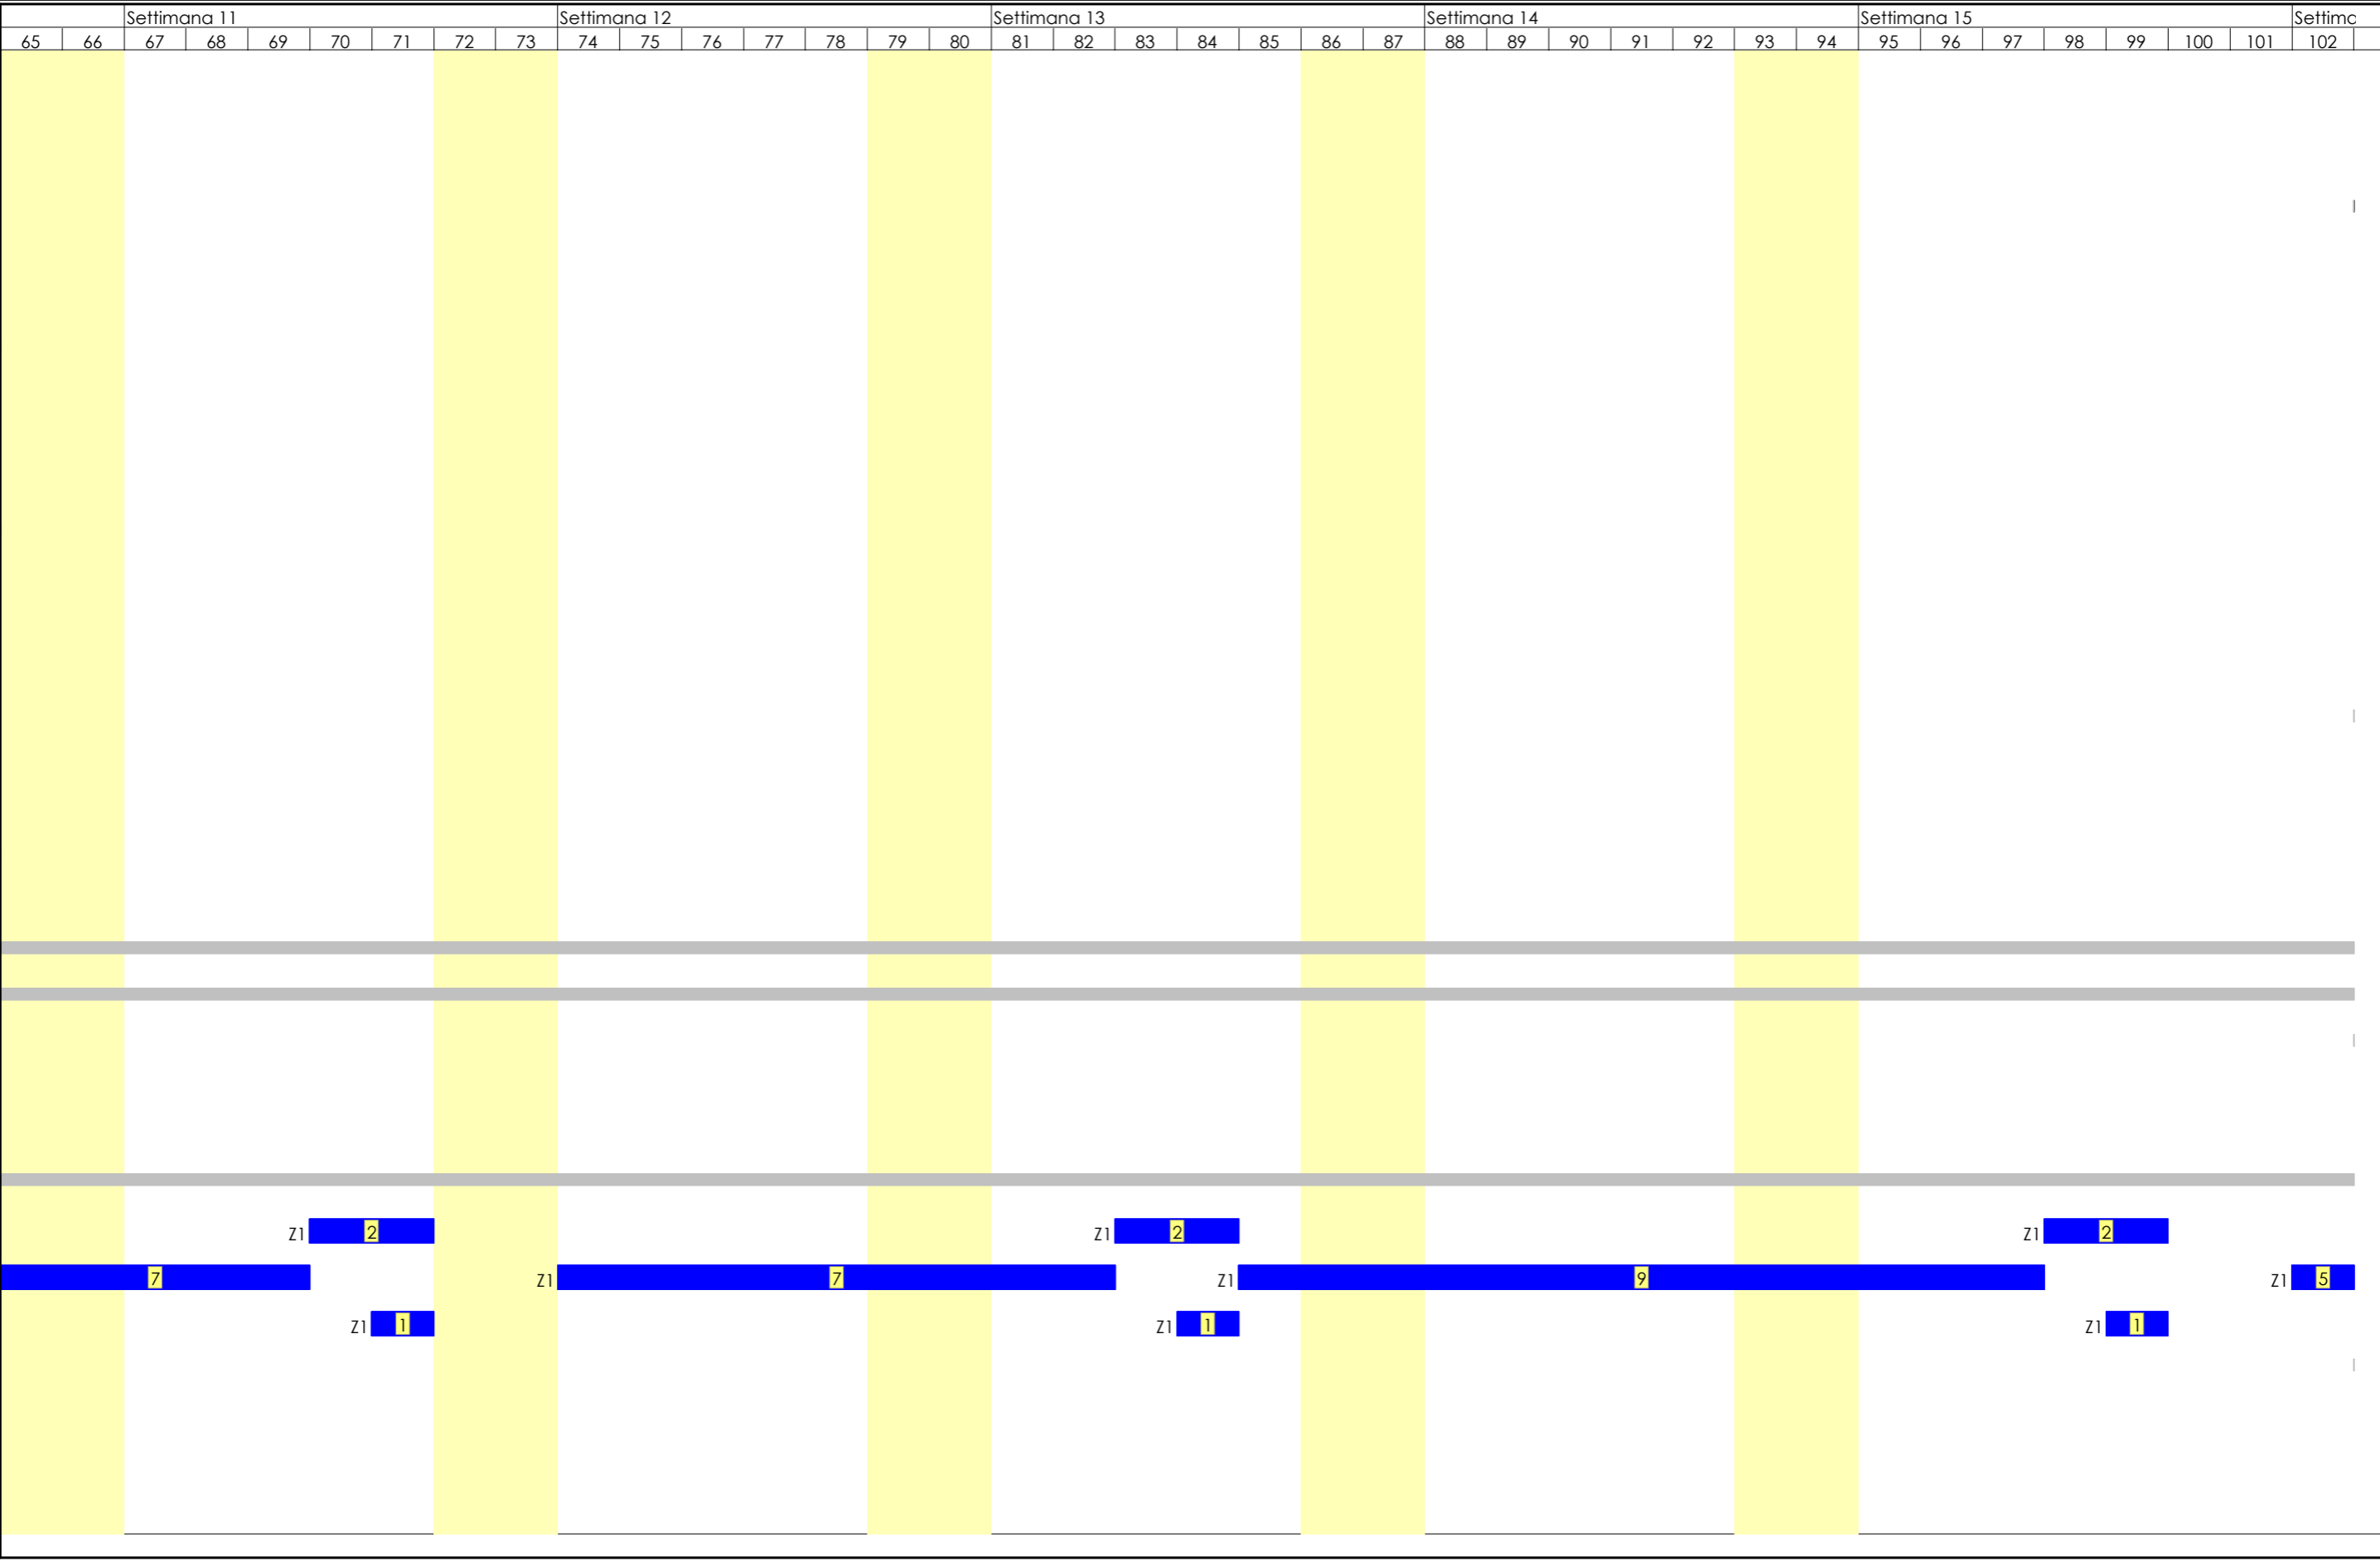 Settimana 11 Settimana 12 Settimana 13 Settimana 14 Settimana 15 Settima
65 66 67 68 69 70 71 72 73 74 75 76 77 78 79 80 81 82 83 84 85 86 87 88 89 90 91 92 93 94 95 96 97 98 99 100 101 102
Z1 2 Z1 2 Z1 2
7 Z1 7 Z1 9 Z1 5
Z1 1 Z1 1 Z1 1